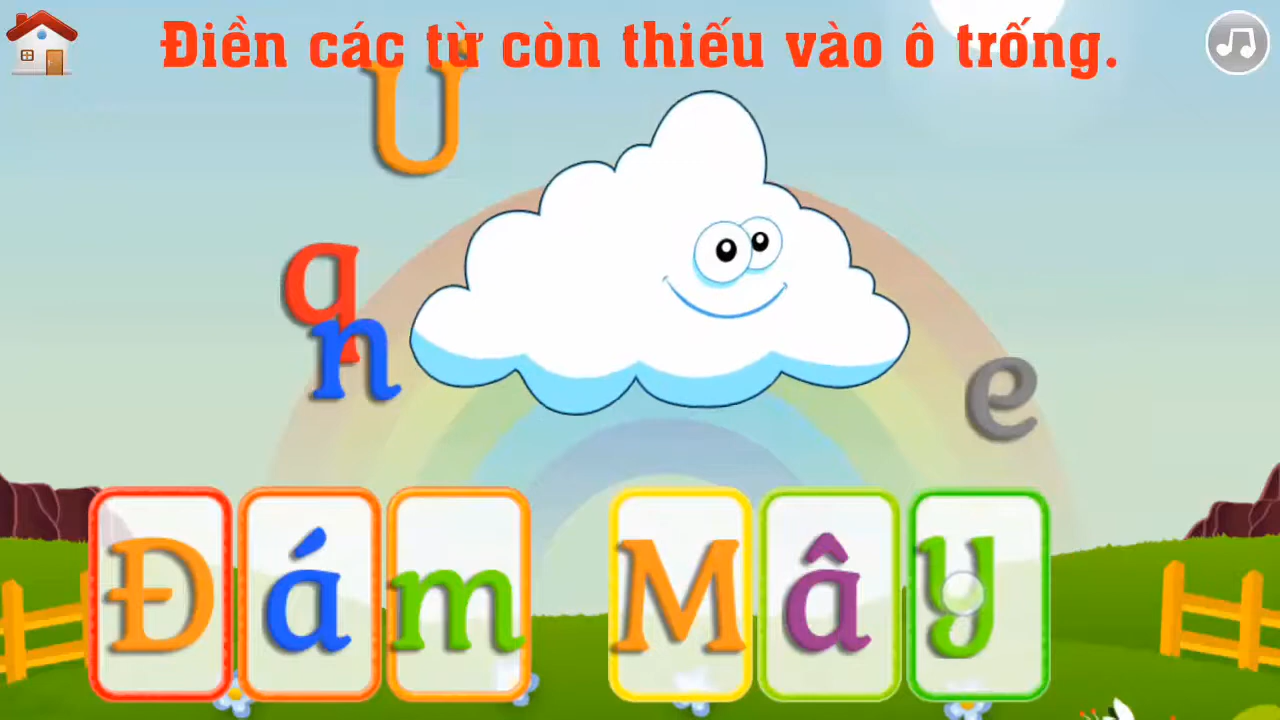 Điền các từ còn thiếu vào ô trống.
U
q
n
e
Đám Mây